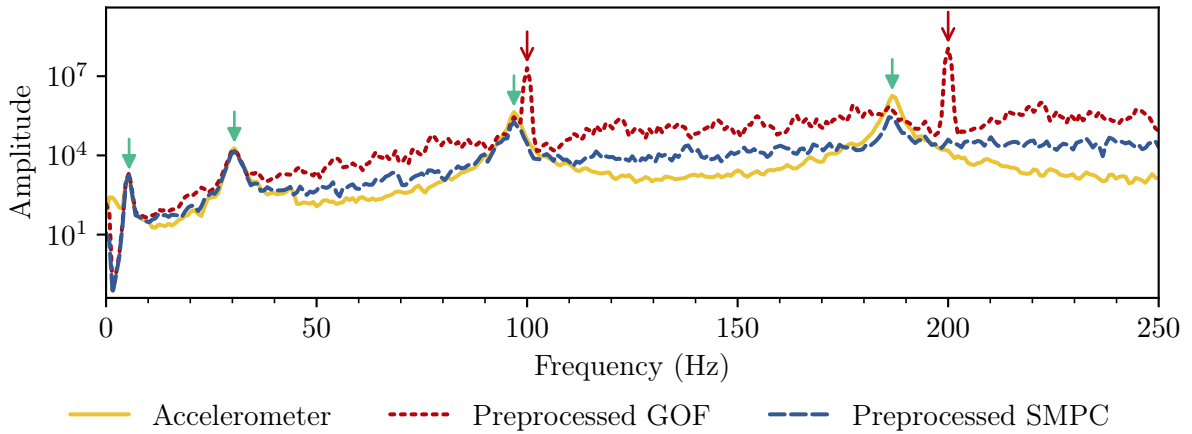 Amplitude
10^7
10^4
10^1
0 50 100 150 200 250
Frequency (Hz)
Accelerometer Preprocessed GOF Preprocessed SMPC